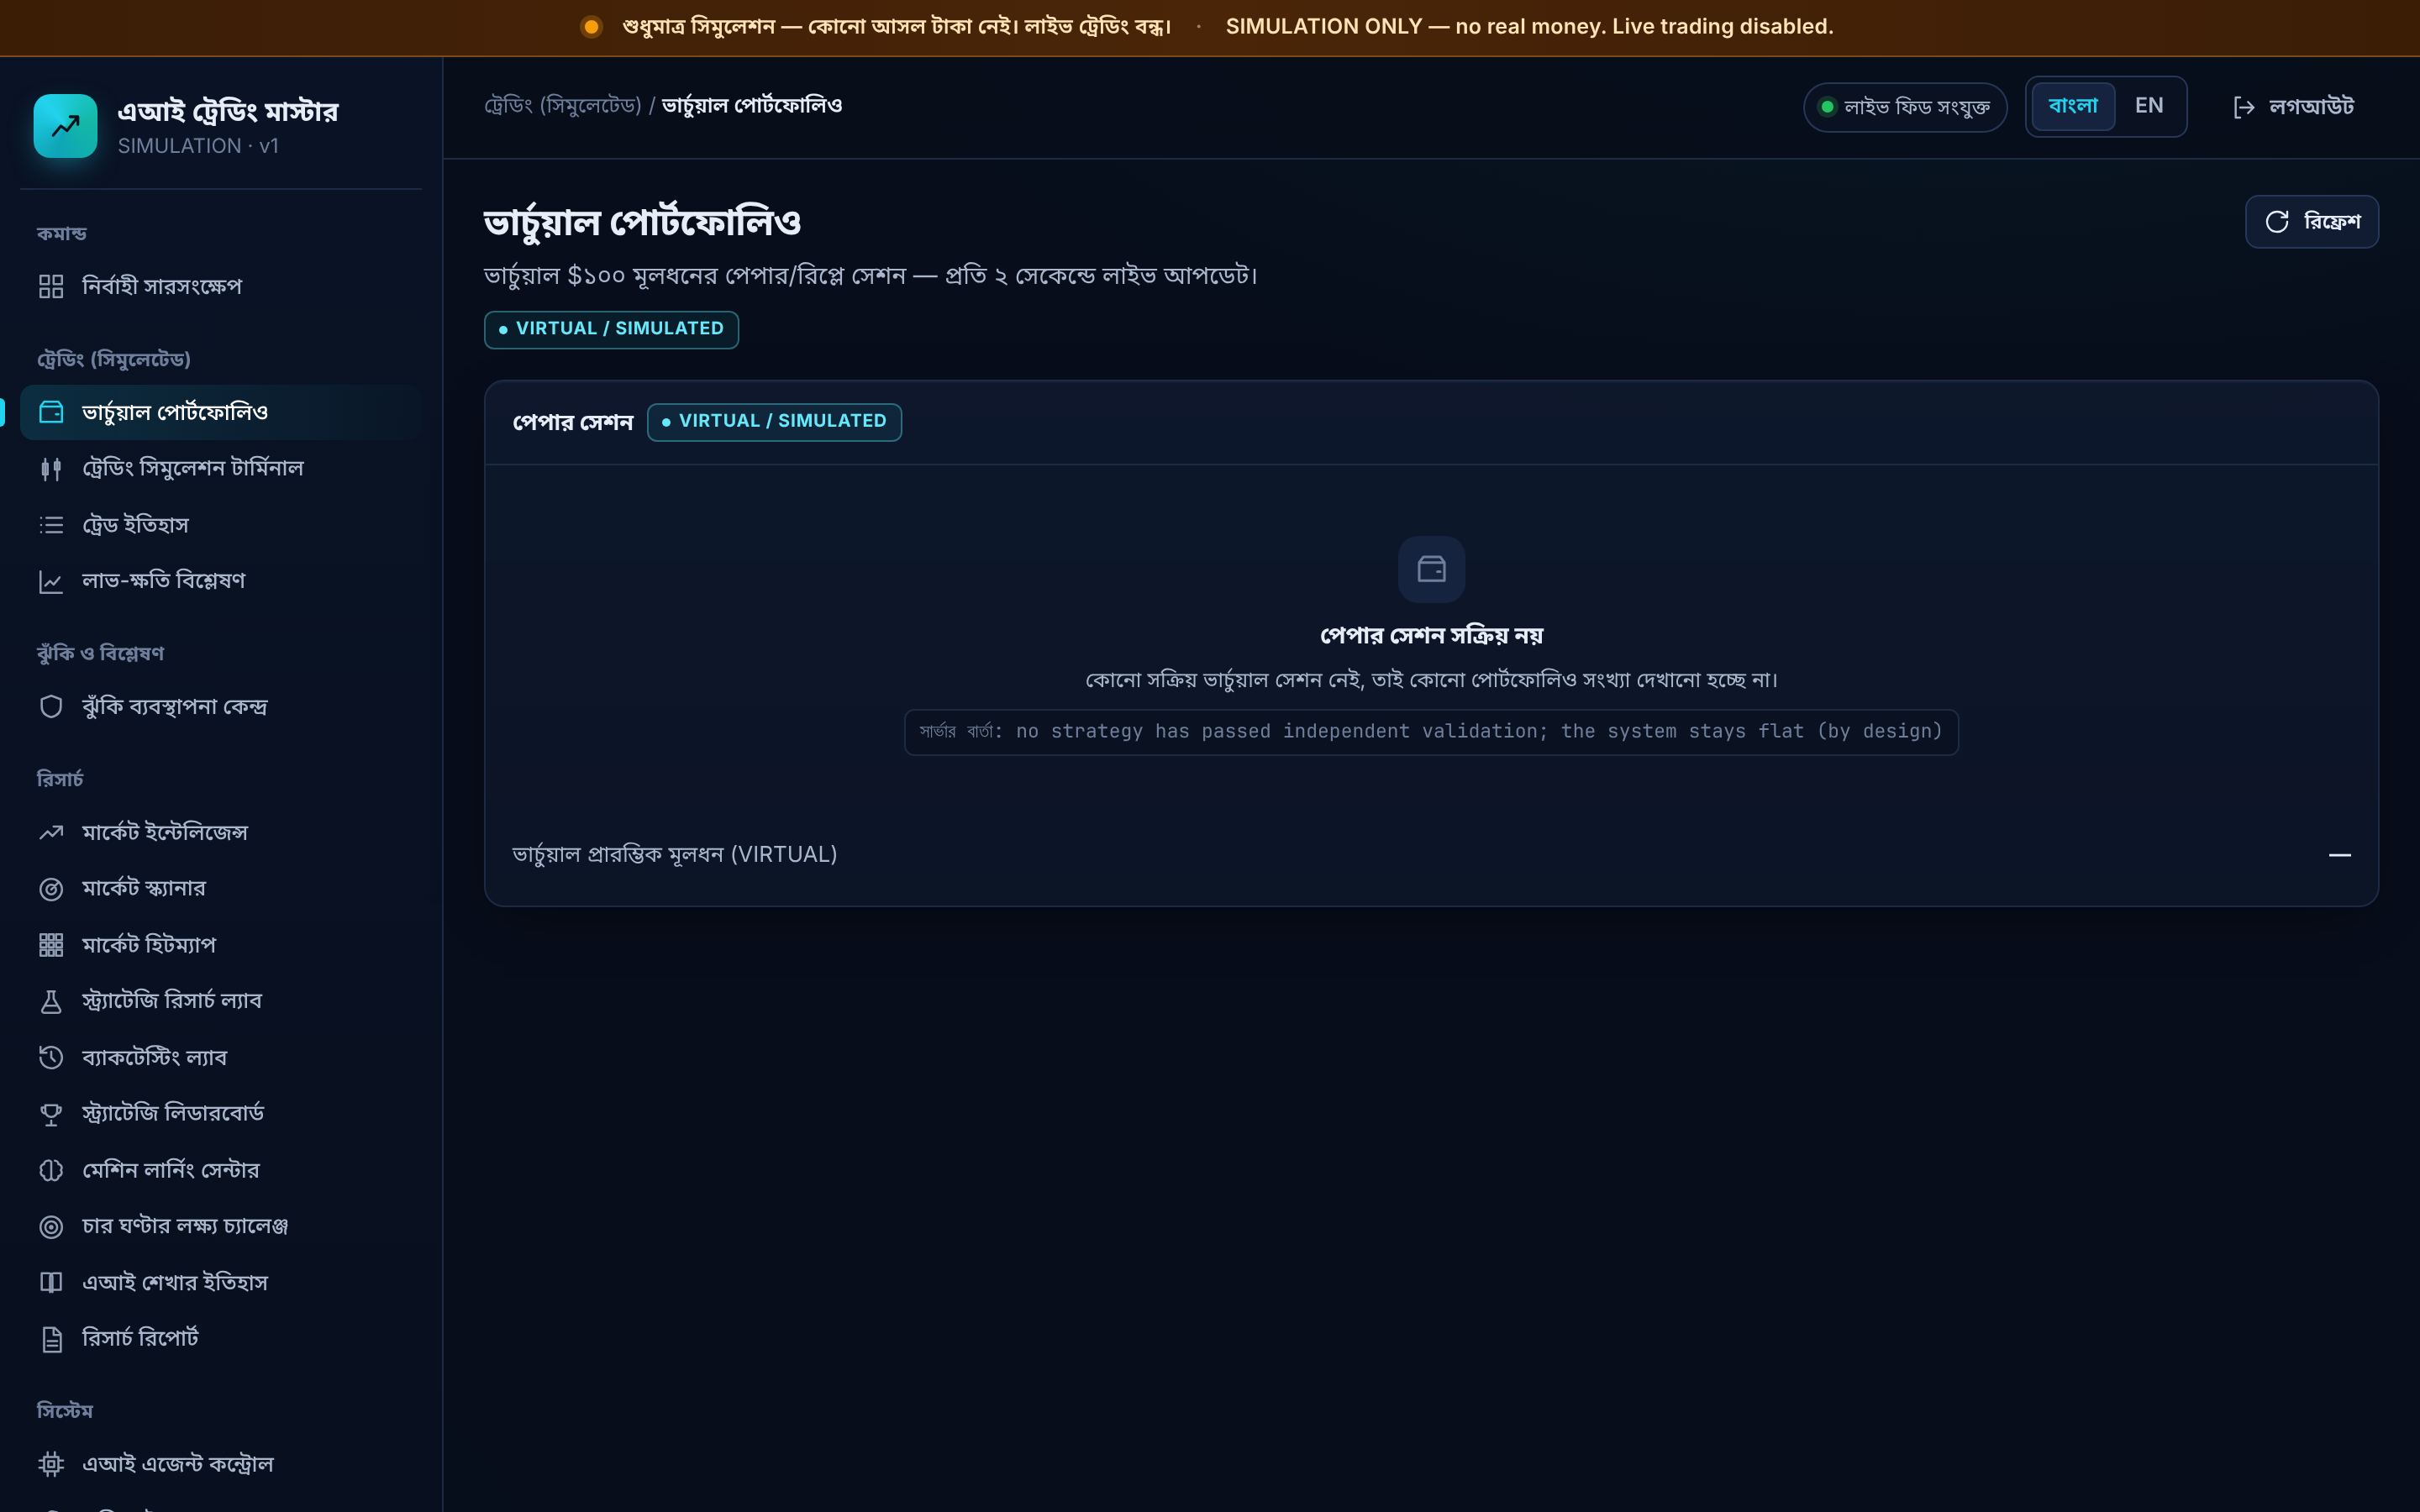 শুধুমাত্র সিমুলেশন — কোনো আসল টাকা নেই। লাইভ ট্রেডিং বন্ধ। · SIMULATION ONLY — no real money. Live trading disabled.
এআই ট্রেডিং মাস্টার
SIMULATION · v1
কমান্ড
নির্বাহী সারসংক্ষেপ
ট্রেডিং (সিমুলেটেড)
ভার্চুয়াল পোর্টফোলিও
ট্রেডিং সিমুলেশন টার্মিনাল
ট্রেড ইতিহাস
লাভ-ক্ষতি বিশ্লেষণ
ঝুঁকি ও বিশ্লেষণ
ঝুঁকি ব্যবস্থাপনা কেন্দ্র
রিসার্চ
মার্কেট ইন্টেলিজেন্স
মার্কেট স্ক্যানার
মার্কেট হিটম্যাপ
স্ট্র্যাটেজি রিসার্চ ল্যাব
ব্যাকটেস্টিং ল্যাব
স্ট্র্যাটেজি লিডারবোর্ড
মেশিন লার্নিং সেন্টার
চার ঘণ্টার লক্ষ্য চ্যালেঞ্জ
এআই শেখার ইতিহাস
রিসার্চ রিপোর্ট
সিস্টেম
এআই এজেন্ট কন্ট্রোল
ট্রেডিং (সিমুলেটেড) / ভার্চুয়াল পোর্টফোলিও
লাইভ ফিড সংযুক্ত
বাংলা EN
লগআউট
ভার্চুয়াল পোর্টফোলিও
রিফ্রেশ
ভার্চুয়াল $১০০ মূলধনের পেপার/রিপ্লে সেশন — প্রতি ২ সেকেন্ডে লাইভ আপডেট।
VIRTUAL / SIMULATED
পেপার সেশন VIRTUAL / SIMULATED
পেপার সেশন সক্রিয় নয়
কোনো সক্রিয় ভার্চুয়াল সেশন নেই, তাই কোনো পোর্টফোলিও সংখ্যা দেখানো হচ্ছে না।
সার্ভার বার্তা: no strategy has passed independent validation; the system stays flat (by design)
ভার্চুয়াল প্রারম্ভিক মূলধন (VIRTUAL) —